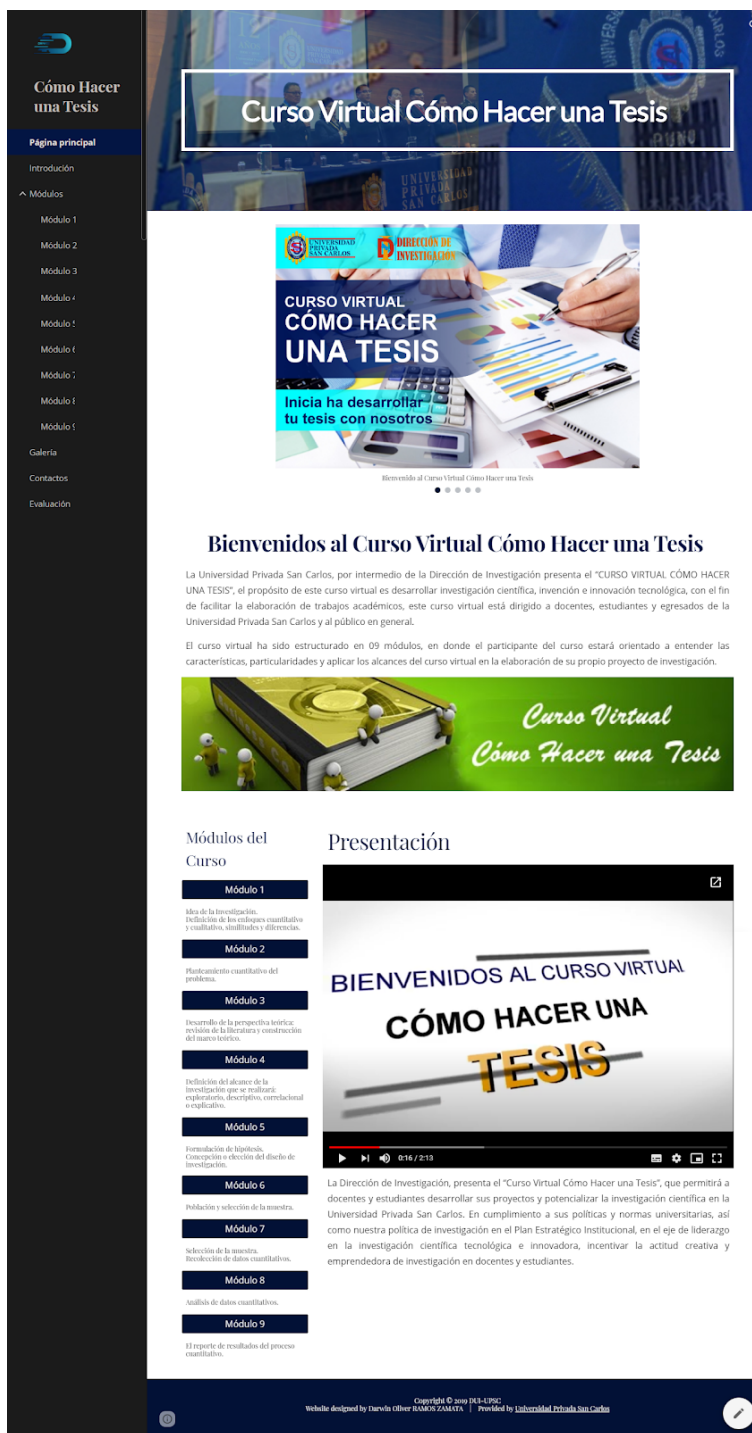 Cómo Hacer
una Tesis
Página principal
Introdución
Módulos
Módulo 1
Módulo 2
Módulo 3
Módulo
Módulo
Módulo
Módulo
Módulo
Módulo
Galería
Contactos
Evaluación
UNIVERSIDAD
PRIVADA
SAN CARLOS
PUNO
Curso Virtual Cómo Hacer una Tesis
UNIVERSIDAD
PRIVADA
SAN CARLOS
DIRECCIÓN DE
INVESTIGACIÓN
CURSO VIRTUAL
CÓMO HACER
UNA TESIS
Inicia ha desarrollar
tu tesis con nosotros
Bienvenido al Curso Virtual Cómo Hacer una Tesis
Bienvenidos al Curso Virtual Cómo Hacer una Tesis
La Universidad Privada San Carlos, por intermedio de la Dirección de Investigación presenta el “CURSO VIRTUAL CÓMO HACER
UNA TESIS”, el propósito de este curso virtual es desarrollar investigación científica, invención e innovación tecnológica, con el fin
de facilitar la elaboración de trabajos académicos, este curso virtual está dirigido a docentes, estudiantes y egresados de la
Universidad Privada San Carlos y al público en general.
El curso virtual ha sido estructurado en 09 módulos, en donde el participante del curso estará orientado a entender las
características, particularidades y aplicar los alcances del curso virtual en la elaboración de su propio proyecto de investigación.
Curso Virtual
Cómo Hacer una Tesis
Módulos del
Curso
Módulo 1
Idea de la Investigación.
Definición de los enfoques cuantitativo
y cualitativo, similitudes y diferencias.
Módulo 2
Planteamiento cuantitativo del
problema.
Módulo 3
Desarrollo de la perspectiva teórica:
revisión de la literatura y construcción
del marco teórico.
Módulo 4
Definición del alcance de la
investigación que se realizará:
exploratorio, descriptivo, correlacional
o explicativo.
Módulo 5
Formulación de hipótesis.
Concepción o elección del diseño de
investigación.
Módulo 6
Población y selección de la muestra.
Módulo 7
Selección de la muestra.
Recolección de datos cuantitativos.
Módulo 8
Análisis de datos cuantitativos.
Módulo 9
El reporte de resultados del proceso
cuantitativo.
Presentación
BIENVENIDOS AL CURSO VIRTUAL
CÓMO HACER UNA
TESIS
0:16 / 2:13
La Dirección de Investigación, presenta el “Curso Virtual Cómo Hacer una Tesis”, que permitirá a
docentes y estudiantes desarrollar sus proyectos y potencializar la investigación científica en la
Universidad Privada San Carlos. En cumplimiento a sus políticas y normas universitarias, así
como nuestra política de investigación en el Plan Estratégico Institucional, en el eje de liderazgo
en la investigación científica tecnológica e innovadora, incentivar la actitud creativa y
emprendedora de investigación en docentes y estudiantes.
Copyright © 2019 DUI-UPSC
Website designed by Darwin Oliver RAMOS ZAMATA | Provided by Universidad Privada San Carlos